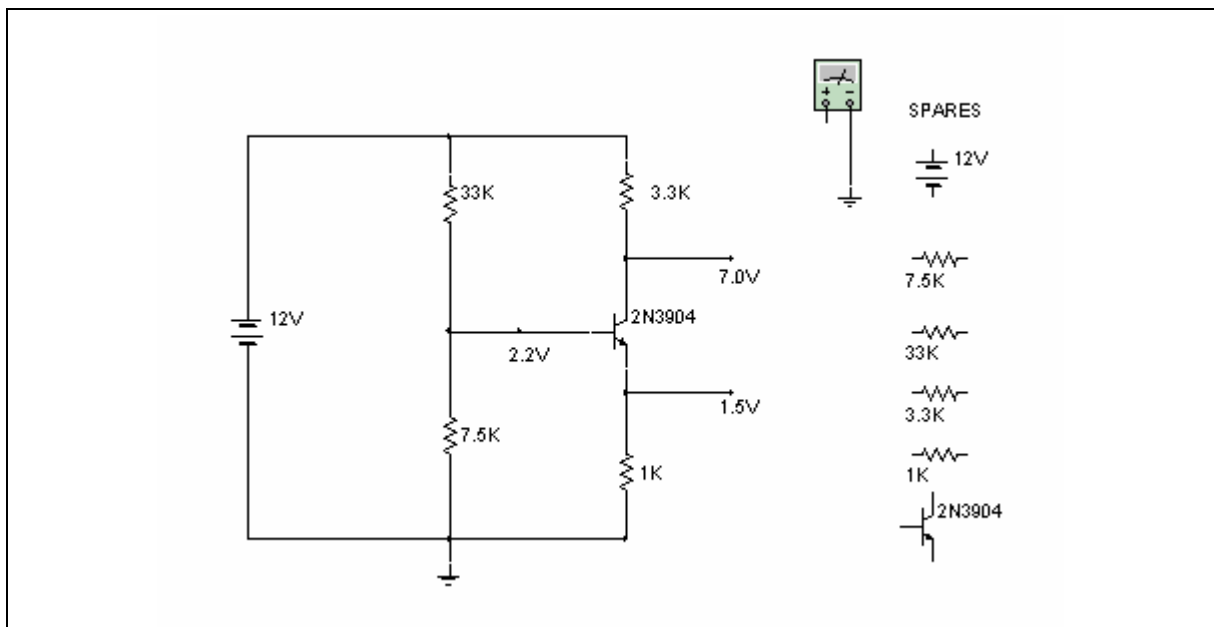 SPARES
12V
33K
3.3K
7.5K
7.0V
12V
2N3904
2.2V
33K
1.5V
3.3K
7.5K
1K
1K
2N3904
+ -